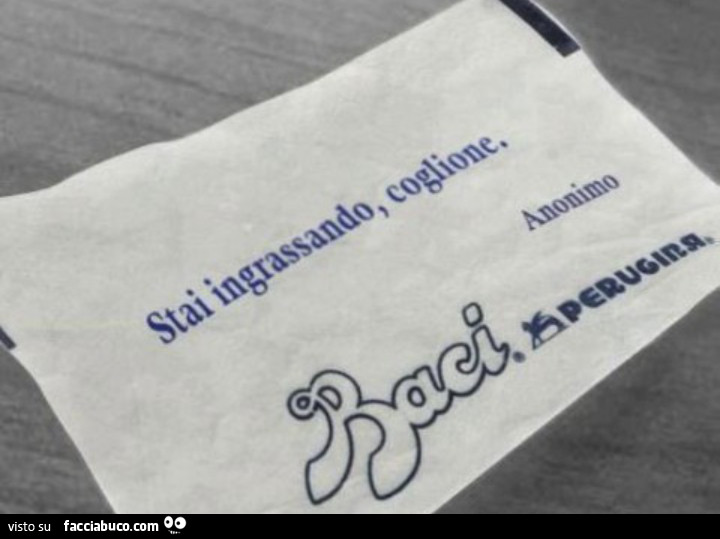 Stai ingrassando, coglione.
Anonimo
Baci® PERUGINA®
visto su facciabuco.com